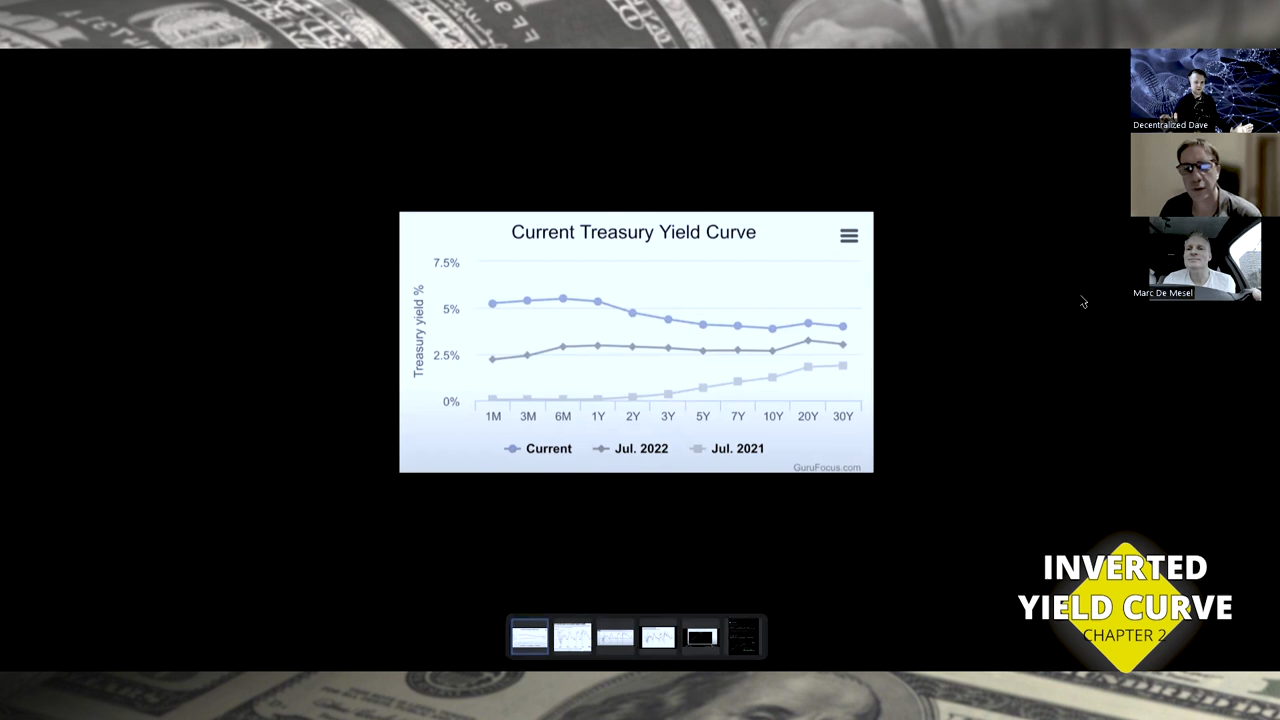 Decentralized Dave
Marc De Mesel
Current Treasury Yield Curve
Treasury yield %
7.5%
5%
2.5%
0%
1M 3M 6M 1Y 2Y 3Y 5Y 7Y 10Y 20Y 30Y
Current Jul. 2022 Jul. 2021
GuruFocus.com
INVERTED
YIELD CURVE
CHAPTER 2